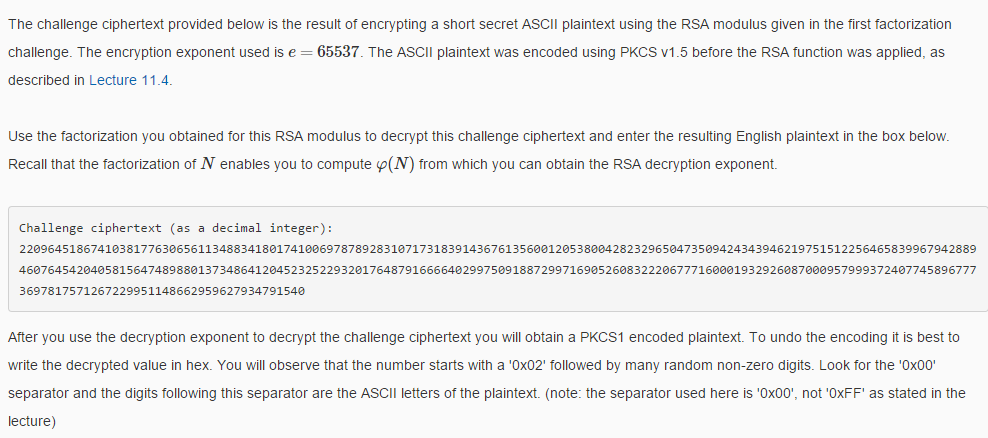 The challenge ciphertext provided below is the result of encrypting a short secret ASCII plaintext using the RSA modulus given in the first factorization
challenge. The encryption exponent used is e = 65537. The ASCII plaintext was encoded using PKCS v1.5 before the RSA function was applied, as
described in Lecture 11.4.
Use the factorization you obtained for this RSA modulus to decrypt this challenge ciphertext and enter the resulting English plaintext in the box below.
Recall that the factorization of N enables you to compute φ(N) from which you can obtain the RSA decryption exponent.
Challenge ciphertext (as a decimal integer):
22096451867410381776306561134883418017410069787892831071731839143676135600120538004282329650473509424343946219751512256465839967942889
46076454204058156474898801373486412045232522932017648791666640299750918872997169052608322206777160001932926087000957999372407745896777
36978175712672299511486629596279347915​40
After you use the decryption exponent to decrypt the challenge ciphertext you will obtain a PKCS1 encoded plaintext. To undo the encoding it is best to
write the decrypted value in hex. You will observe that the number starts with a '0x02' followed by many random non-zero digits. Look for the '0x00'
separator and the digits following this separator are the ASCII letters of the plaintext. (note: the separator used here is '0x00', not '0xFF' as stated in the
lecture)